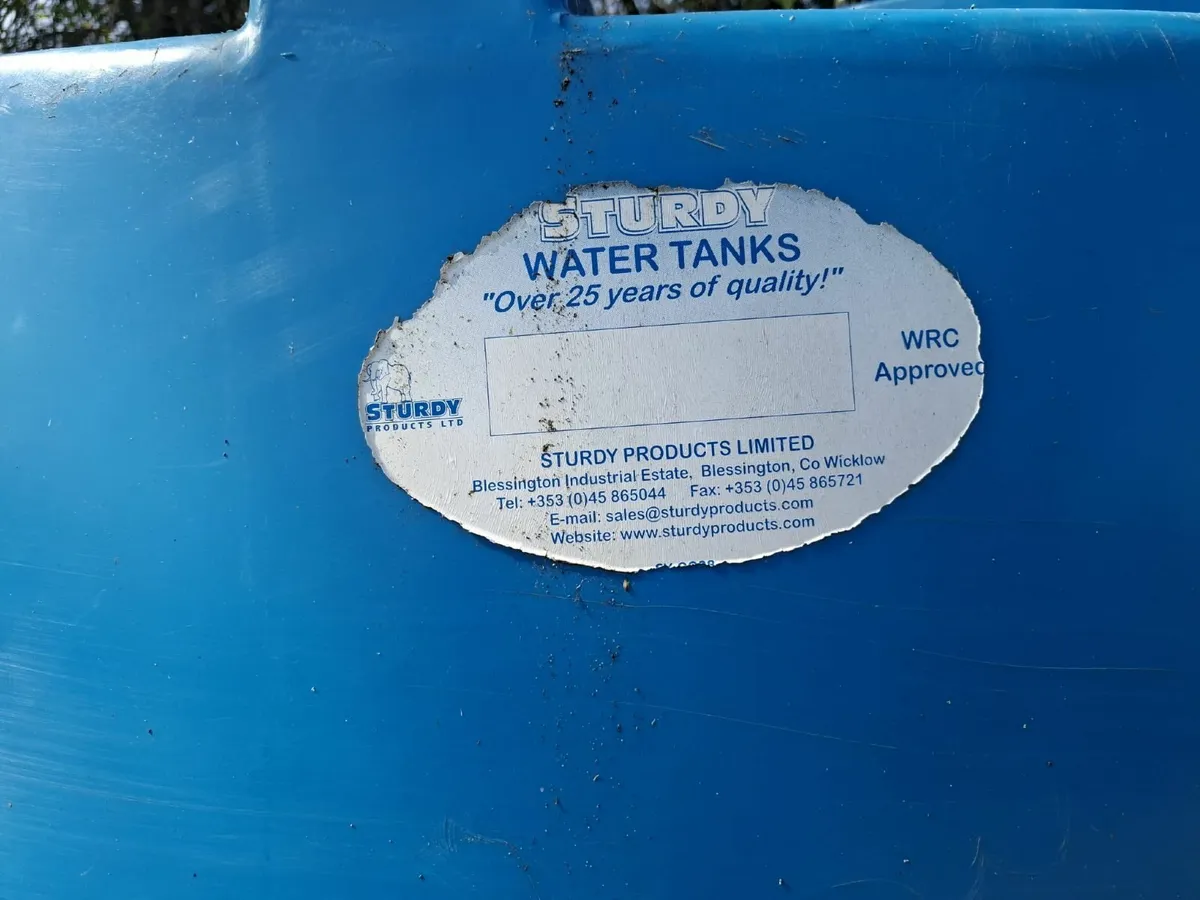 STURDY
WATER TANKS
"Over 25 years of quality!"
WRC
Approved
STURDY
PRODUCTS LTD
STURDY PRODUCTS LIMITED
Blessington Industrial Estate, Blessington, Co Wicklow
Tel: +353 (0)45 865044 Fax: +353 (0)45 865721
E-mail: sales@sturdyproducts.com
Website: www.sturdyproducts.com